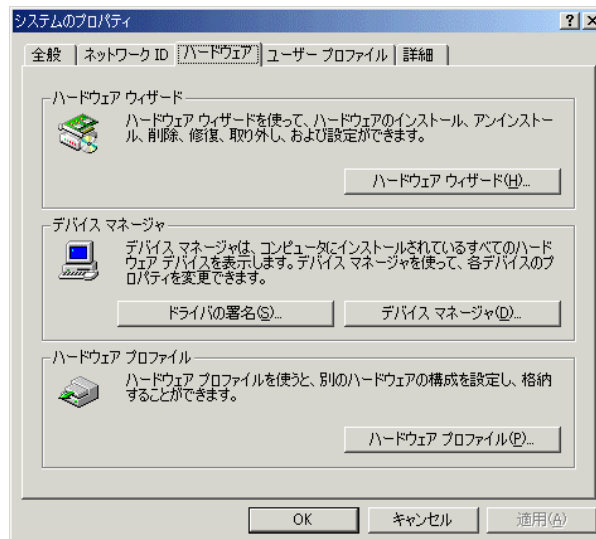 システムのプロパティ
全般
ネットワーク ID
ハードウェア
ユーザー プロファイル
詳細
ハードウェア ウィザード
ハードウェア ウィザードを使って、ハードウェアのインストール、アンインストー
ル、削除、修復、取り外し、および設定ができます。
ハードウェア ウィザード(H)...
デバイス マネージャ
デバイス マネージャは、コンピュータにインストールされているすべてのハード
ウェア デバイスを表示します。デバイス マネージャを使って、各デバイスのプ
ロパティを変更できます。
ドライバの署名(S)...
デバイス マネージャ(D)...
ハードウェア プロファイル
ハードウェア プロファイルを使うと、別のハードウェアの構成を設定し、格納
することができます。
ハードウェア プロファイル(P)...
OK
キャンセル
適用(A)